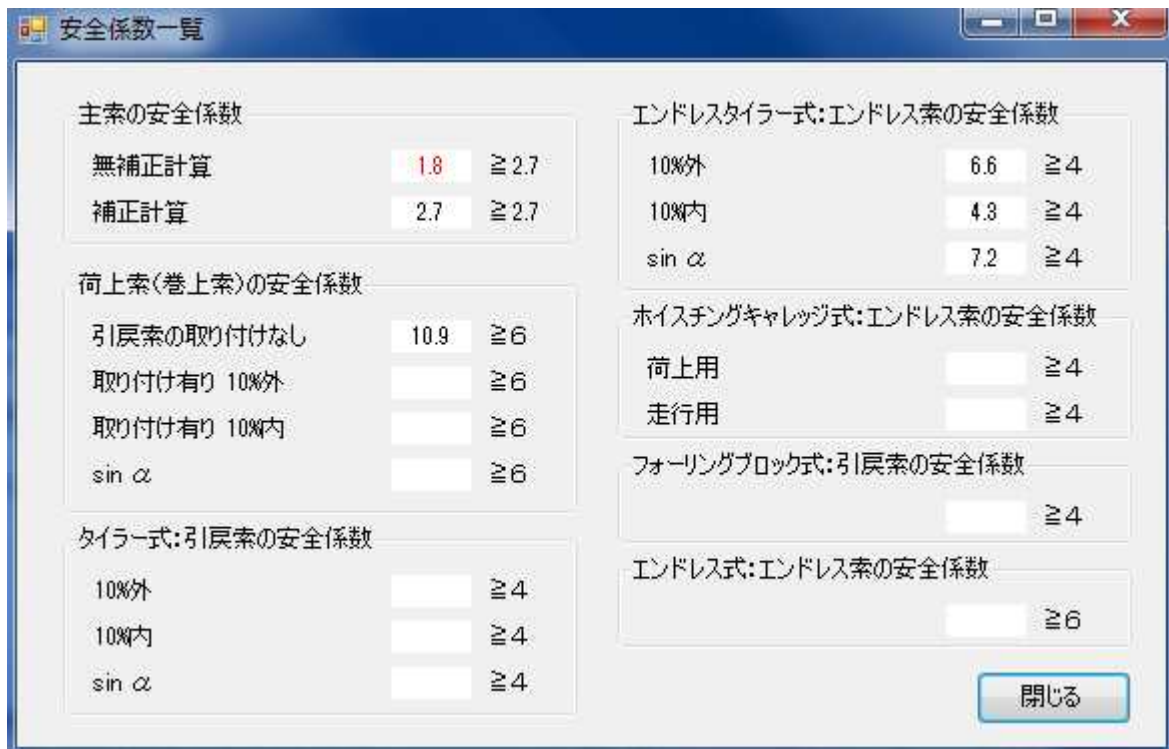 安全係数一覧
主索の安全係数
無補正計算 1.8 ≧2.7
補正計算 2.7 ≧2.7
荷上索(巻上索)の安全係数
引戻索の取り付けなし 10.9 ≧6
取り付け有り 10%外 ≧6
取り付け有り 10%内 ≧6
sin α ≧6
タイラー式:引戻索の安全係数
10%外 ≧4
10%内 ≧4
sin α ≧4
エンドレスタイラー式:エンドレス索の安全係数
10%外 6.6 ≧4
10%内 4.3 ≧4
sin α 7.2 ≧4
ホイスチングキャレッジ式:エンドレス索の安全係数
荷上用 ≧4
走行用 ≧4
フォーリングブロック式:引戻索の安全係数
≧4
エンドレス式:エンドレス索の安全係数
≧6
閉じる